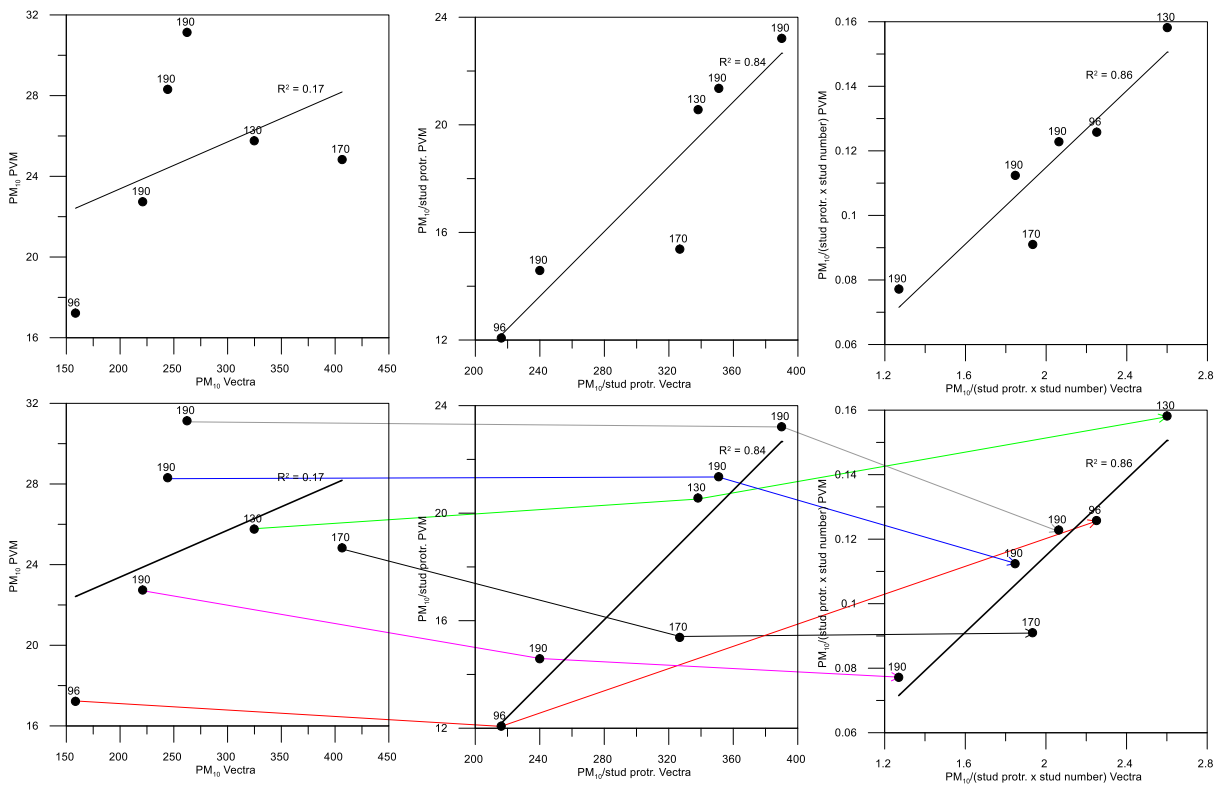 32
28
24
20
16
PM10 PVM
190
190
R² = 0.17
130
170
190
96
150 200 250 300 350 400 450
PM10 Vectra
24
20
16
12
PM10/stud protr. PVM
190
R² = 0.84
190
130
170
190
96
200 240 280 320 360 400
PM10/stud protr. Vectra
0.16
0.14
0.12
0.1
0.08
0.06
PM10/(stud protr. x stud number) PVM
130
R² = 0.86
96
190
190
170
190
1.2 1.6 2 2.4 2.8
PM10/(stud protr. x stud number) Vectra
32
28
24
20
16
PM10 PVM
190
190
R² = 0.17
130
170
190
96
150 200 250 300 350 400 450
PM10 Vectra
24
20
16
12
PM10/stud protr. PVM
190
R² = 0.84
190
130
170
190
96
200 240 280 320 360 400
PM10/stud protr. Vectra
0.16
0.14
0.12
0.1
0.08
0.06
PM10/(stud protr. x stud number) PVM
130
R² = 0.86
96
190
190
170
190
1.2 1.6 2 2.4 2.8
PM10/(stud protr. x stud number) Vectra